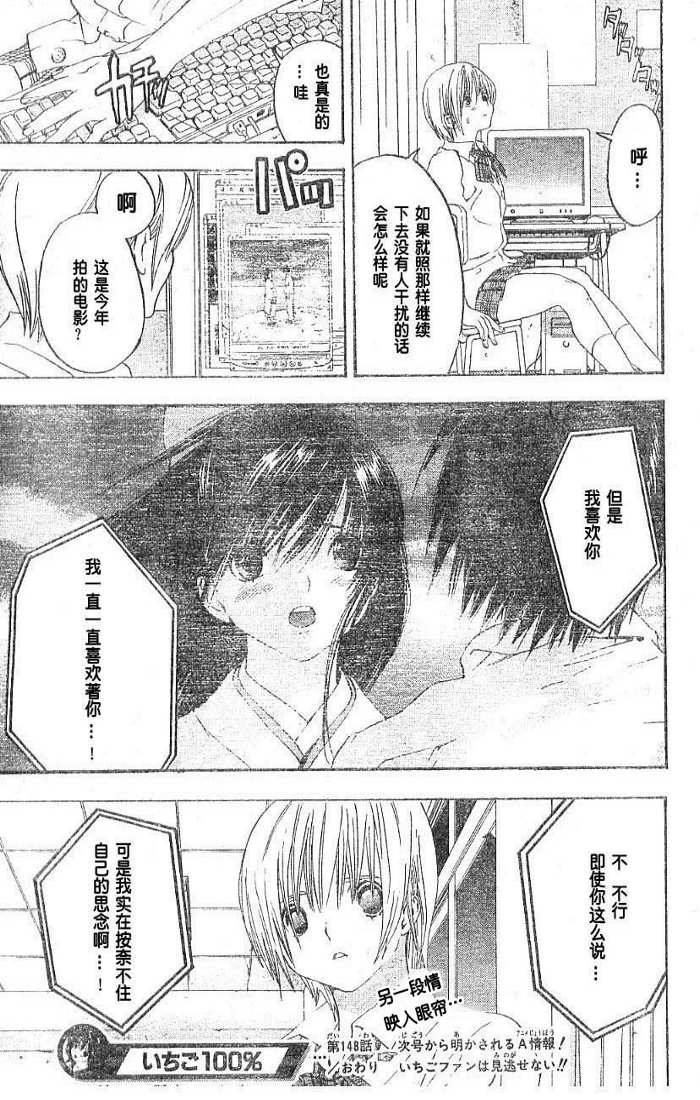 呼…
ガタガタ
如果就照那样继续
下去没有人干扰的话
会怎么样呢
也真是的
…哇
カチャ
パッ
啊
这是今年
拍的电影?
但是
我喜欢你
我一直一直喜欢著你…!
不 不行
即使你这么说…
可是我实在按奈不住
自己的思念啊…!
另一段情
映入眼帘…
いちご100%
第148話
おわり
次号から明かされるA情報!
いちごファンは見逃せない!!